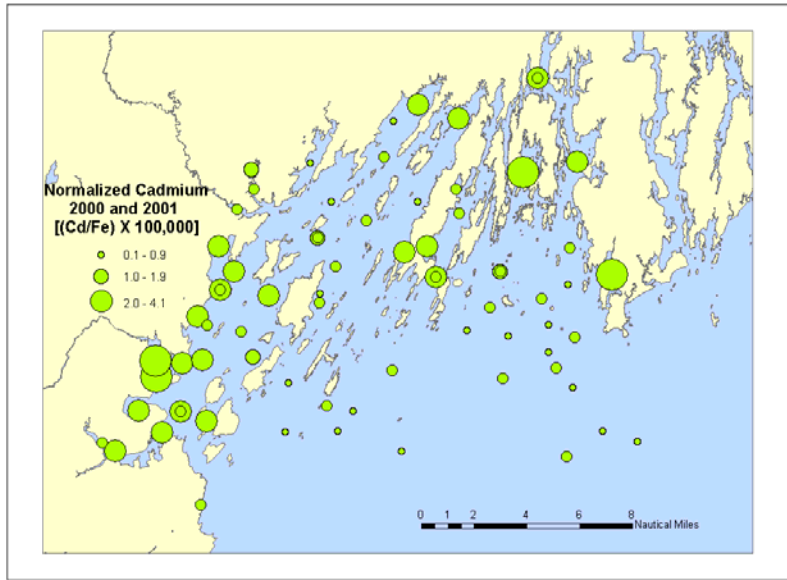 Normalized Cadmium
2000 and 2001
[(Cd/Fe) X 100,000]
0.1 - 0.9
1.0 - 1.9
2.0 - 4.1
0 1 2 4 6 8
Nautical Miles